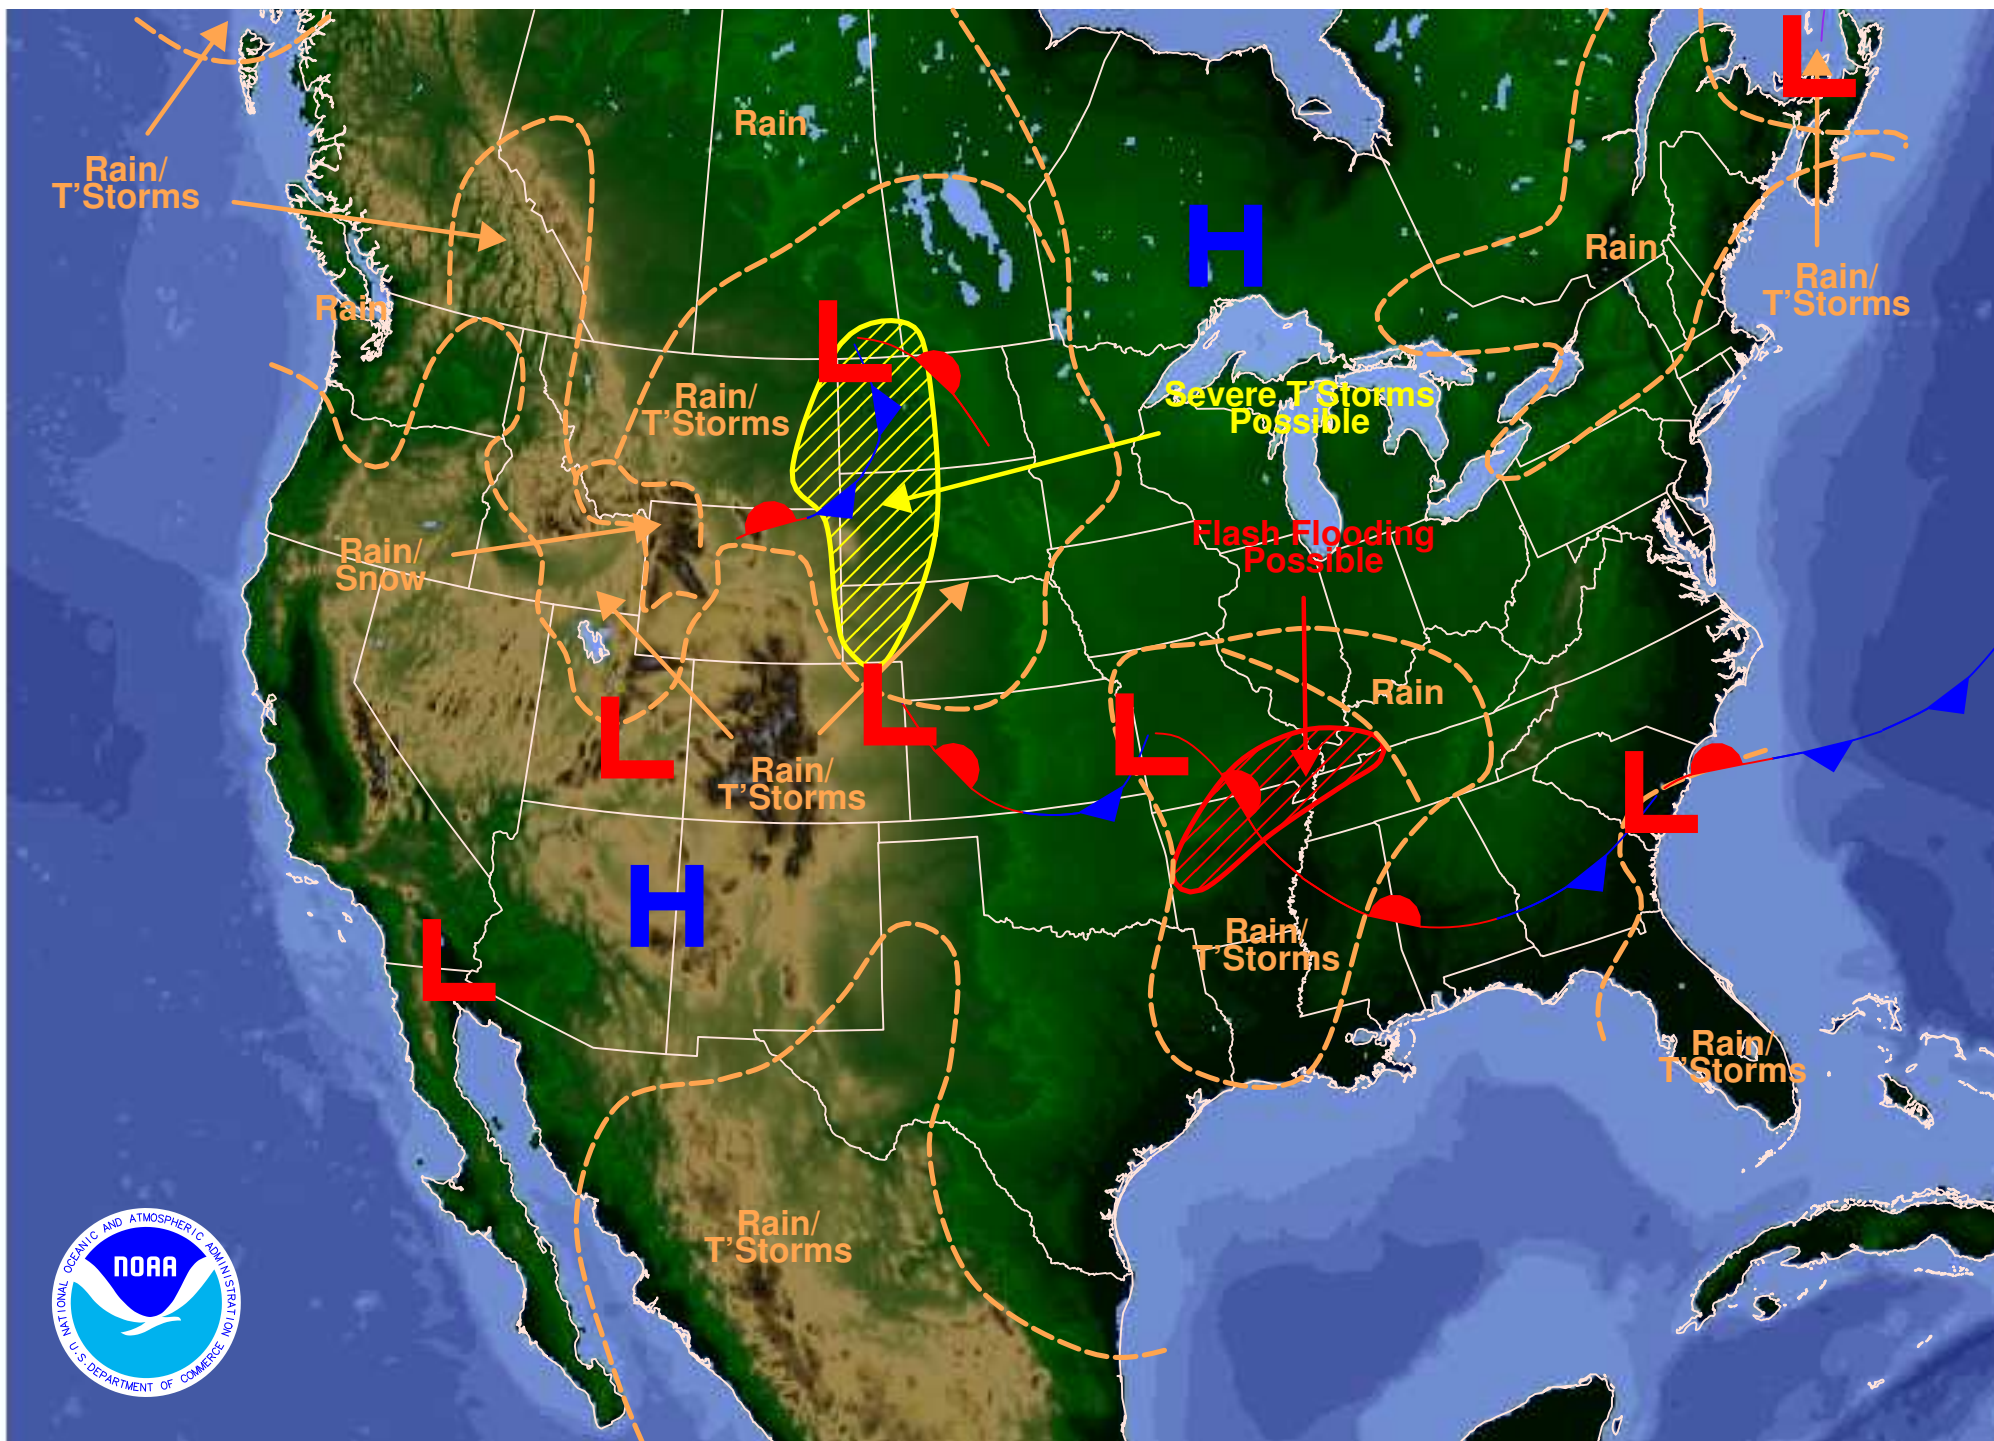 L
Rain
Rain/
T'Storms
H
Rain
Rain/
T'Storms
Rain
L
Rain/
T'Storms
Severe T'Storms
Possible
Flash Flooding
Possible
Rain/
Snow
L
L
L
Rain
Rain/
T'Storms
L
H
L
Rain/
T'Storms
Rain/
T'Storms
Rain/
T'Storms
NATIONAL OCEANIC AND ATMOSPHERIC ADMINISTRATION
NOAA
U.S. DEPARTMENT OF COMMERCE